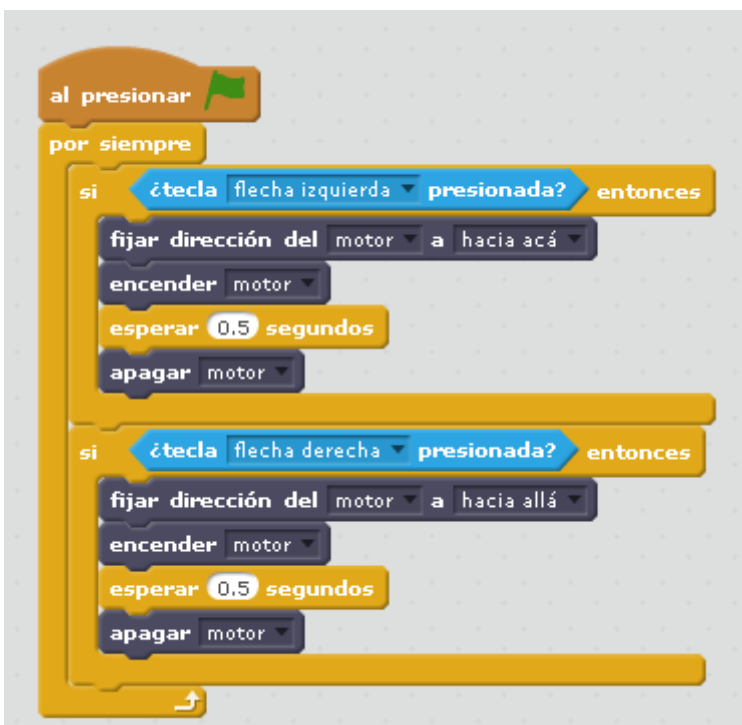 al presionar
por siempre
si ¿tecla flecha izquierda presionada? entonces
fijar dirección del motor a hacia acá
encender motor
esperar 0.5 segundos
apagar motor
si ¿tecla flecha derecha presionada? entonces
fijar dirección del motor a hacia allá
encender motor
esperar 0.5 segundos
apagar motor